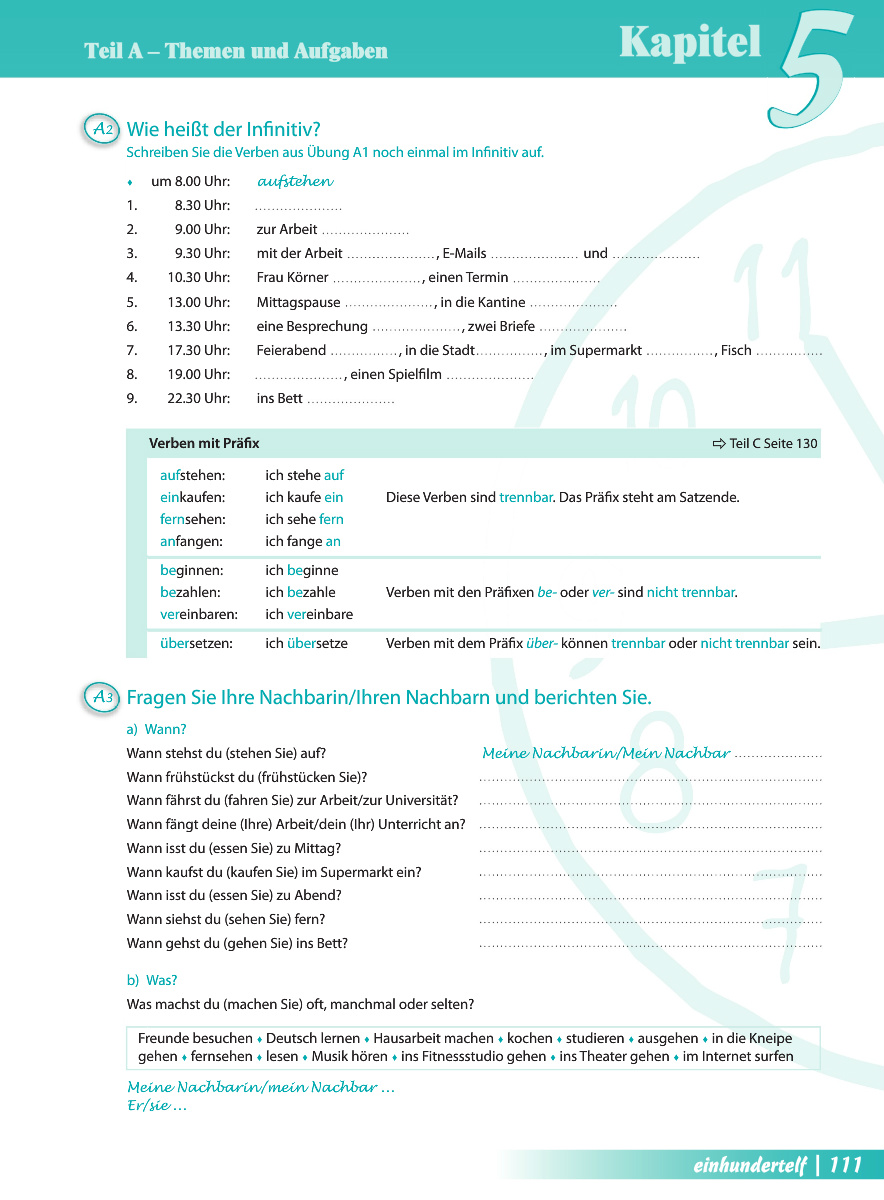 Teil A – Themen und Aufgaben
Kapitel 5
A2 Wie heißt der Infinitiv?
Schreiben Sie die Verben aus Übung A1 noch einmal im Infinitiv auf.
♦ um 8.00 Uhr: aufstehen
1. 8.30 Uhr: .....................
2. 9.00 Uhr: zur Arbeit .....................
3. 9.30 Uhr: mit der Arbeit ....................., E-Mails ..................... und .....................
4. 10.30 Uhr: Frau Körner ....................., einen Termin .....................
5. 13.00 Uhr: Mittagspause ....................., in die Kantine .....................
6. 13.30 Uhr: eine Besprechung ....................., zwei Briefe .....................
7. 17.30 Uhr: Feierabend ................, in die Stadt................, im Supermarkt ................, Fisch ................
8. 19.00 Uhr: ....................., einen Spielfilm .....................
9. 22.30 Uhr: ins Bett .....................
Verben mit Präfix ⇨ Teil C Seite 130
aufstehen: ich stehe auf
einkaufen: ich kaufe ein Diese Verben sind trennbar. Das Präfix steht am Satzende.
fernsehen: ich sehe fern
anfangen: ich fange an
beginnen: ich beginne
bezahlen: ich bezahle Verben mit den Präfixen be- oder ver- sind nicht trennbar.
vereinbaren: ich vereinbare
übersetzen: ich übersetze Verben mit dem Präfix über- können trennbar oder nicht trennbar sein.
A3 Fragen Sie Ihre Nachbarin/Ihren Nachbarn und berichten Sie.
a) Wann?
Wann stehst du (stehen Sie) auf? Meine Nachbarin/Mein Nachbar .....................
Wann frühstückst du (frühstücken Sie)?
Wann fährst du (fahren Sie) zur Arbeit/zur Universität?
Wann fängt deine (Ihre) Arbeit/dein (Ihr) Unterricht an?
Wann isst du (essen Sie) zu Mittag?
Wann kaufst du (kaufen Sie) im Supermarkt ein?
Wann isst du (essen Sie) zu Abend?
Wann siehst du (sehen Sie) fern?
Wann gehst du (gehen Sie) ins Bett?
b) Was?
Was machst du (machen Sie) oft, manchmal oder selten?
Freunde besuchen ♦ Deutsch lernen ♦ Hausarbeit machen ♦ kochen ♦ studieren ♦ ausgehen ♦ in die Kneipe
gehen ♦ fernsehen ♦ lesen ♦ Musik hören ♦ ins Fitnessstudio gehen ♦ ins Theater gehen ♦ im Internet surfen
Meine Nachbarin/mein Nachbar …
Er/sie …
11
10
8
7
einhundertelf | 111